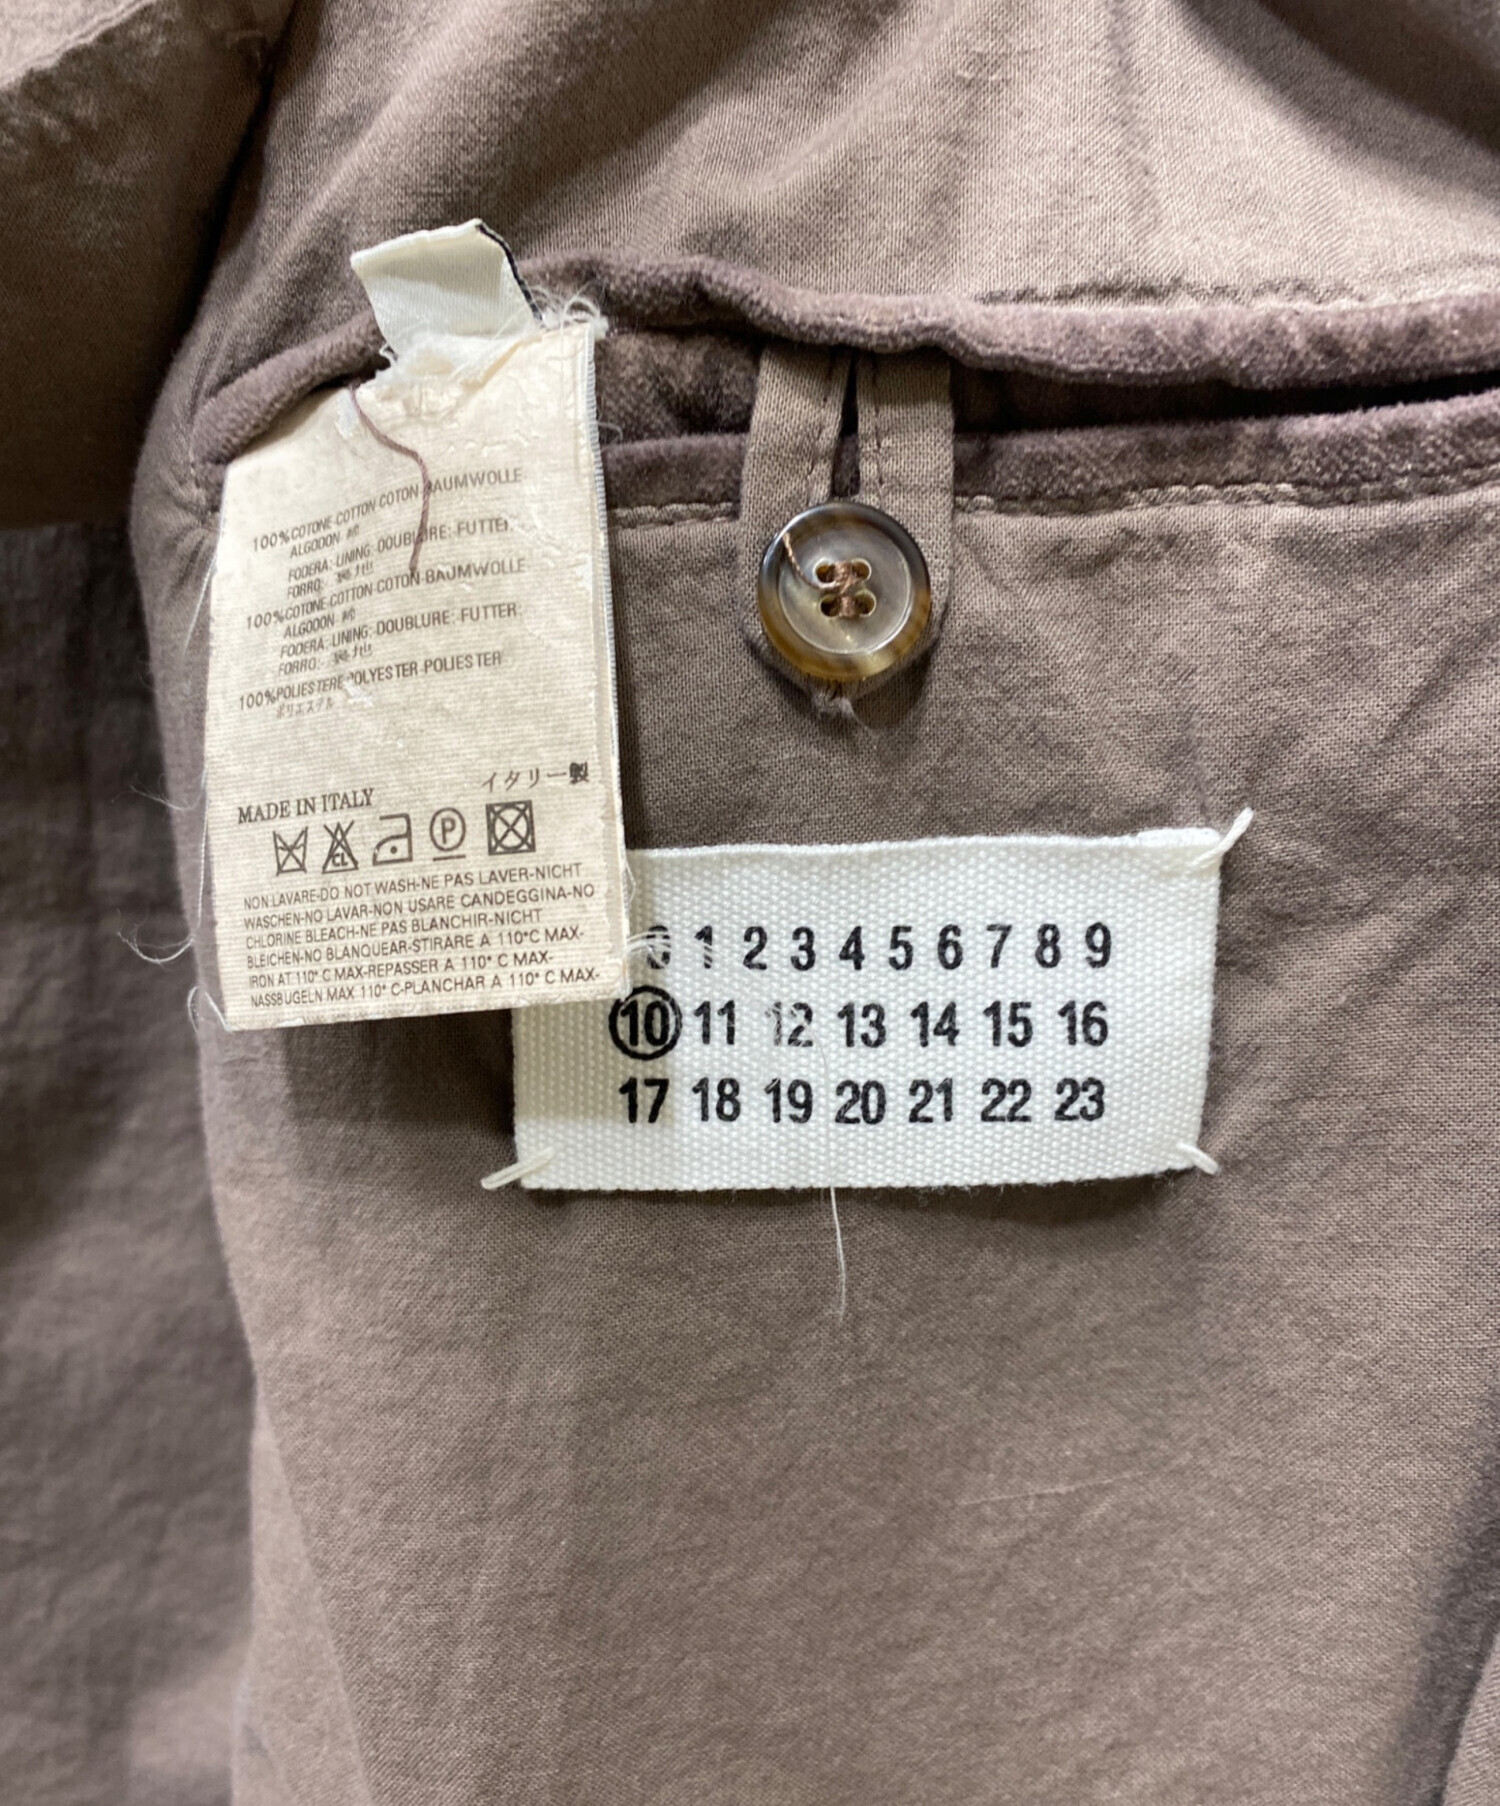 100%COTONE-COTTON COTON BAUMWOLLE
ALGODON 綿
FODERA: LINING: DOUBLURE: FUTTER:
FORRO:
100%COTONE-COTTON COTON-BAUMWOLLE
ALGODON 綿
FODERA: LINING: DOUBLURE: FUTTER:
FORRO:
100%POLIESTERE POLYESTER POLIESTER
ポリエステル
イタリー製
MADE IN ITALY
CL P
NON LAVARE-DO NOT WASH-NE PAS LAVER-NICHT
WASCHEN-NO LAVAR-NON USARE CANDEGGINA-NO
CHLORINE BLEACH-NE PAS BLANCHIR-NICHT
BLEICHEN-NO BLANQUEAR-STIRARE A 110°C MAX-
IRON AT 110° C MAX-REPASSER A 110° C MAX-
NASSBUGELN MAX 110° C-PLANCHAR A 110° C MAX-
0 1 2 3 4 5 6 7 8 9
10 11 12 13 14 15 16
17 18 19 20 21 22 23